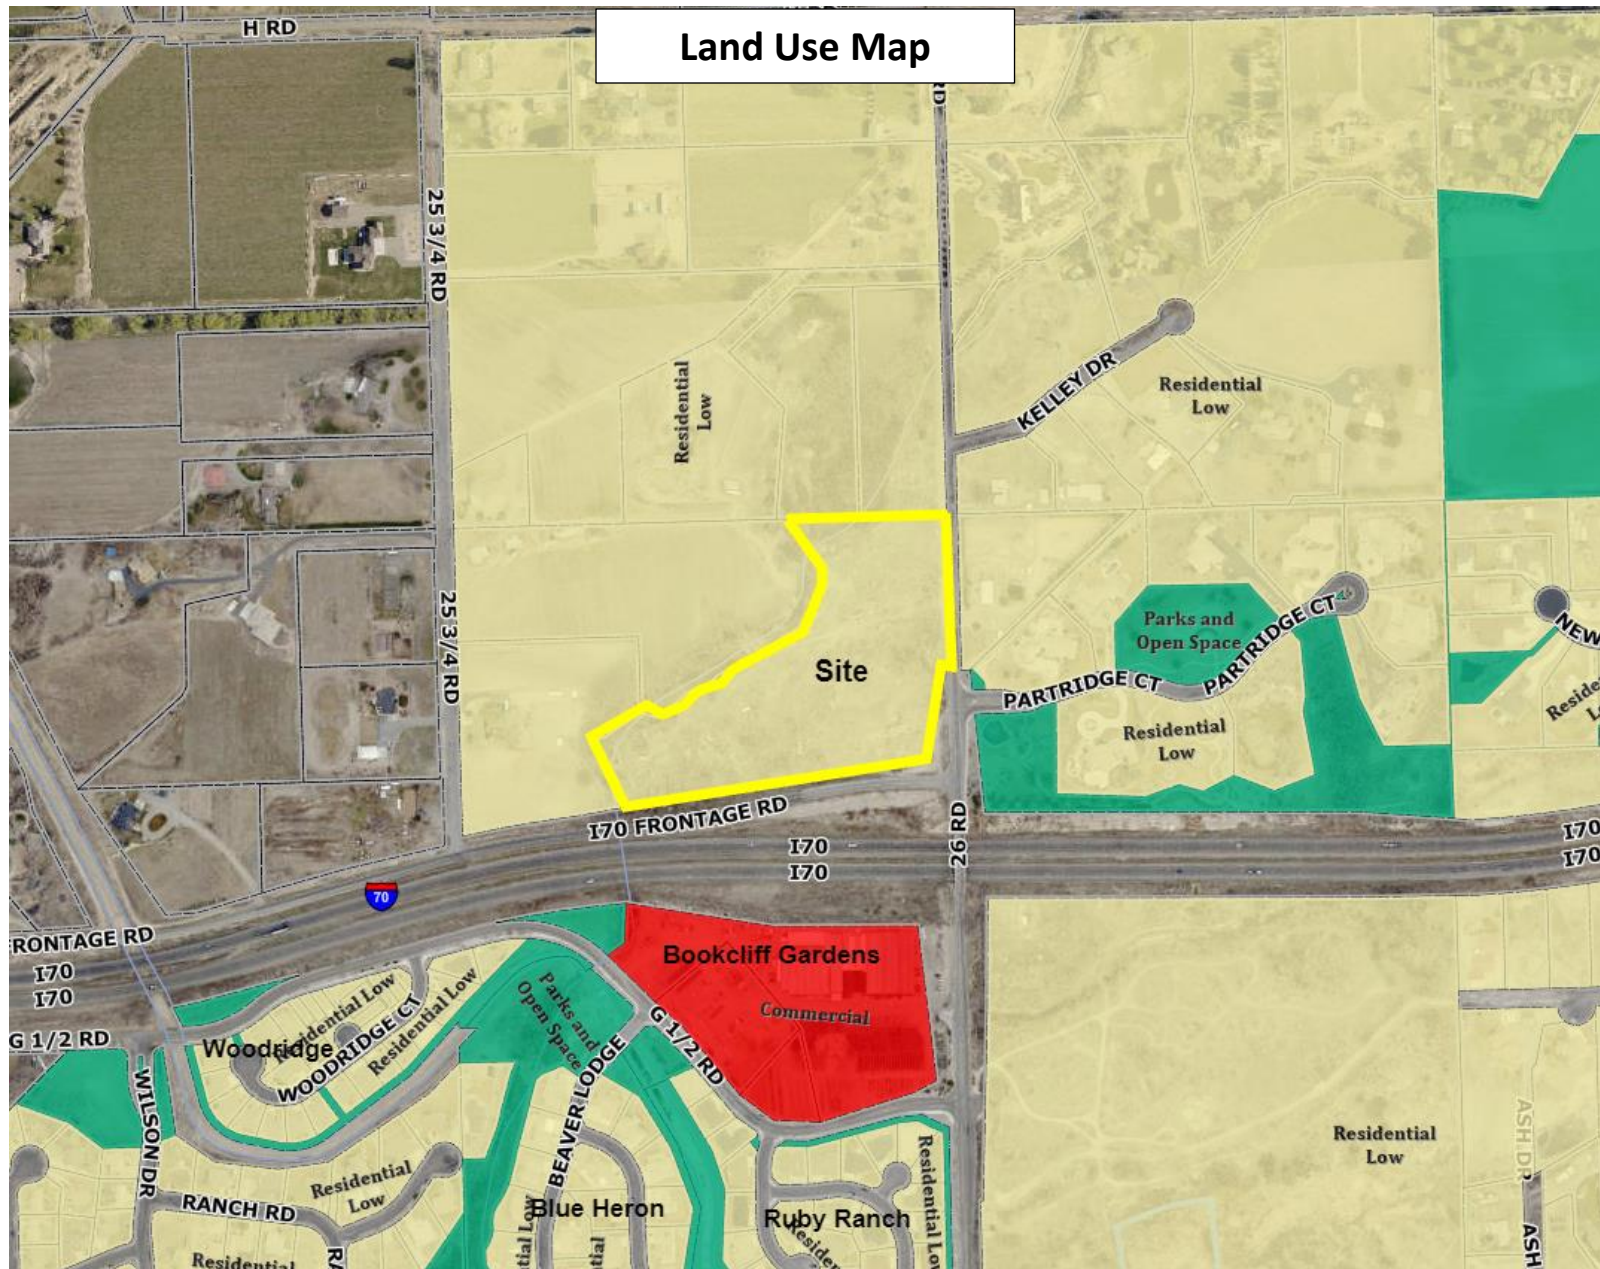 Land Use Map
H RD
RD
25 3/4 RD
KELLEY DR
Residential
Low
Residential
Low
25 3/4 RD
Site
Parks and
Open Space
PARTRIDGE CT
PARTRIDGE CT
NEW
Residential
Low
I70 FRONTAGE RD
26 RD
I70
I70
I70
I70
70
FRONTAGE RD
I70
I70
G 1/2 RD
Bookcliff Gardens
Commercial
Parks and
Open Space
G 1/2 RD
Residential Low
Residential Low
Woodridge
WOODRIDGE CT
WILSON DR
BEAVER LODGE
Residential
Low
RANCH RD
Blue Heron
Ruby Ranch
Residential Low
Residential
Low
ASH DR
ASH
Residential